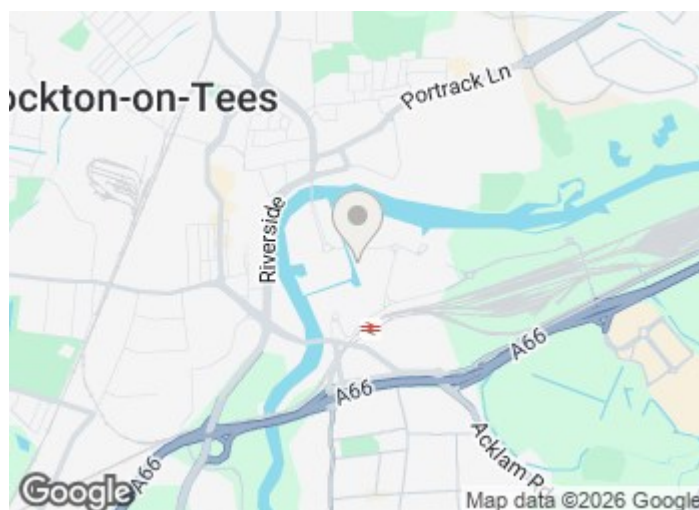 ockton-on-Tees
Portrack Ln
Riverside
A66
A66
A66
Acklam
Google
Map data ©2026 Google